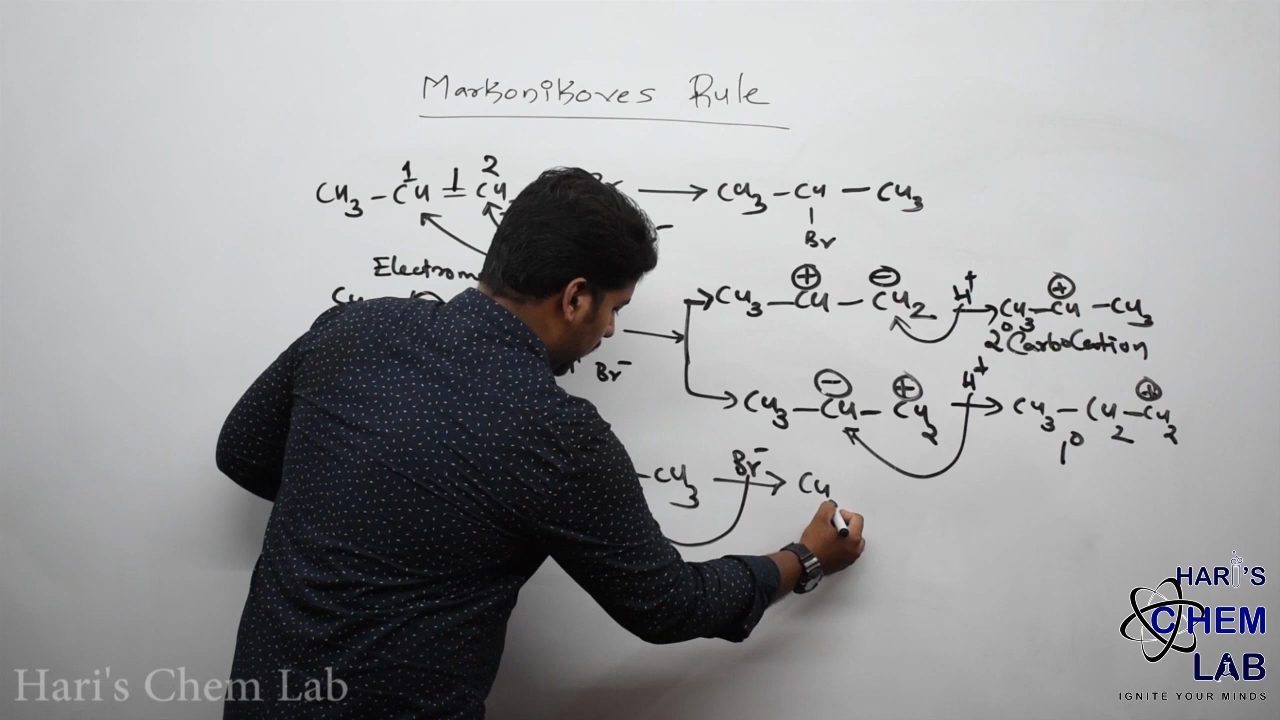 Markonikoves Rule
1 2
CH3 - CH = CH Br → CH3 - CH - CH3
Br
Electrom
CH3 - CH - CH2 H+ → CH3 - CH - CH3
2° Carbocation
Br-
CH3 - CH - CH2 H+ → CH3 - CH2 - CH2
1°
- CH3 Br- → CH
HARI'S
CHEM
LAB
IGNITE YOUR MINDS
Hari's Chem Lab